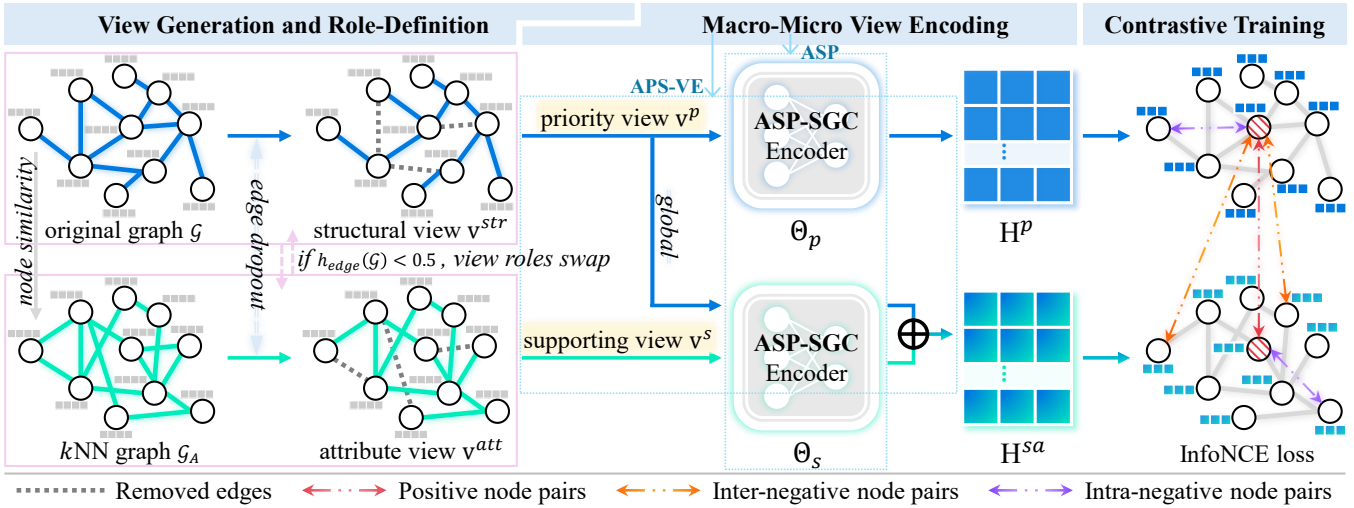 View Generation and Role-Definition
Macro-Micro View Encoding
Contrastive Training
ASP
APS-VE
priority view v^p
ASP-SGC
Encoder
Θ_p
H^p
original graph 𝒢
structural view v^{str}
node similarity
edge dropout
global
if h_{edge}(𝒢) < 0.5 , view roles swap
supporting view v^s
ASP-SGC
Encoder
⊕
Θ_s
H^{sa}
kNN graph 𝒢_A
attribute view v^{att}
InfoNCE loss
Removed edges
Positive node pairs
Inter-negative node pairs
Intra-negative node pairs